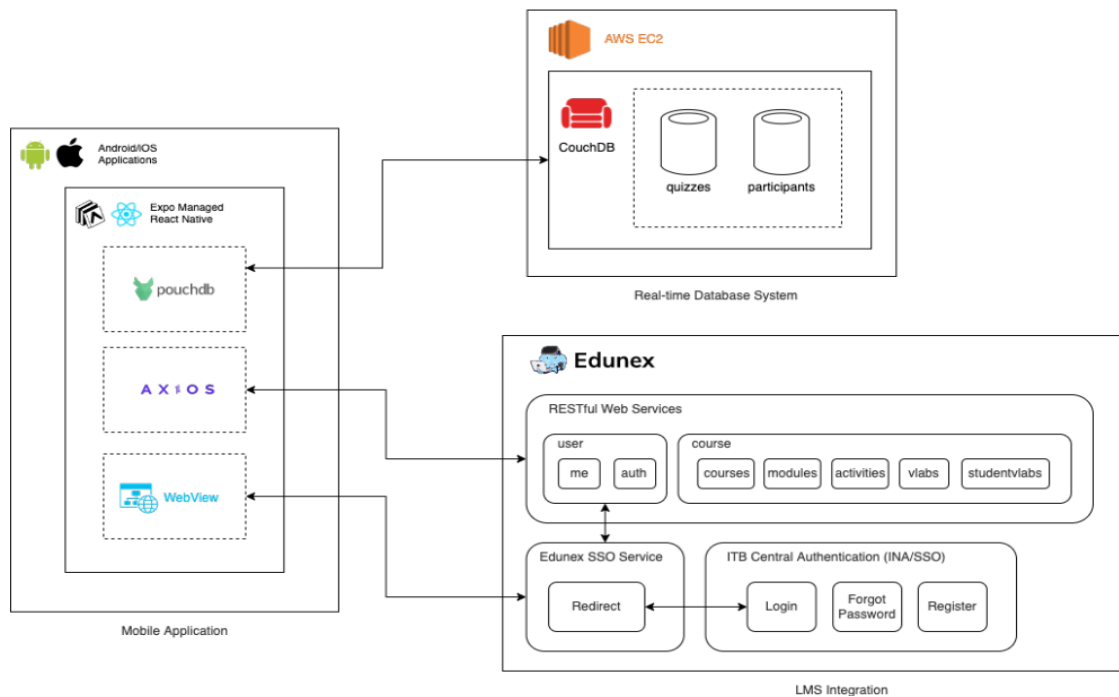 AWS EC2
CouchDB
quizzes
participants
Real-time Database System
Android/IOS
Applications
Expo Managed
React Native
pouchdb
AXIOS
WebView
Mobile Application
Edunex
RESTful Web Services
user
me
auth
course
courses
modules
activities
vlabs
studentvlabs
Edunex SSO Service
Redirect
ITB Central Authentication (INA/SSO)
Login
Forgot
Password
Register
LMS Integration